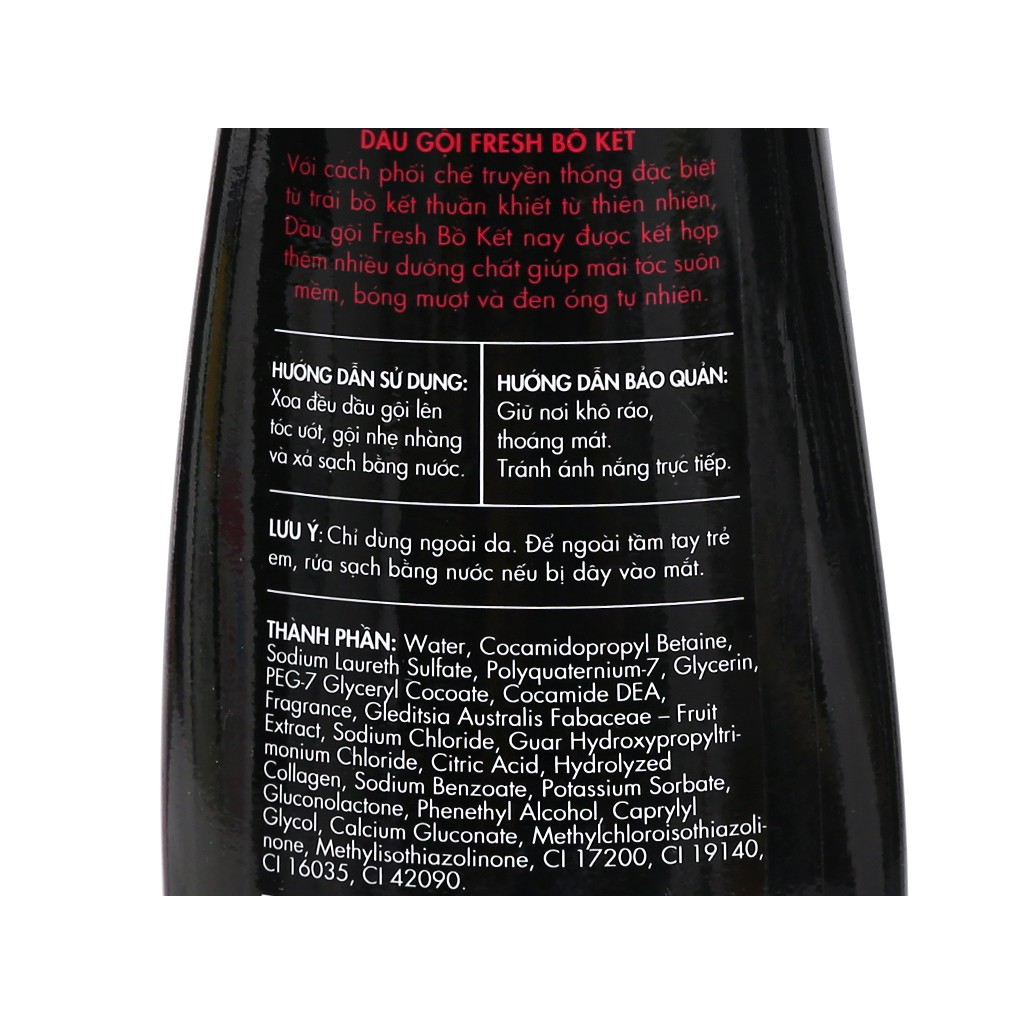 DẦU GỘI FRESH BỒ KẾT
Với cách phối chế truyền thống đặc biệt
từ trái bồ kết thuần khiết từ thiên nhiên,
Dầu gội Fresh Bồ Kết nay được kết hợp
thêm nhiều dưỡng chất giúp mái tóc suôn
mềm, bóng mượt và đen óng tự nhiên.
HƯỚNG DẪN SỬ DỤNG:
Xoa đều dầu gội lên
tóc ướt, gội nhẹ nhàng
và xả sạch bằng nước.
HƯỚNG DẪN BẢO QUẢN:
Giữ nơi khô ráo,
thoáng mát.
Tránh ánh nắng trực tiếp.
LƯU Ý: Chỉ dùng ngoài da. Để ngoài tầm tay trẻ
em, rửa sạch bằng nước nếu bị dây vào mắt.
THÀNH PHẦN: Water, Cocamidopropyl Betaine,
Sodium Laureth Sulfate, Polyquaternium-7, Glycerin,
PEG-7 Glyceryl Cocoate, Cocamide DEA,
Fragrance, Gleditsia Australis Fabaceae – Fruit
Extract, Sodium Chloride, Guar Hydroxypropyltri-
monium Chloride, Citric Acid, Hydrolyzed
Collagen, Sodium Benzoate, Potassium Sorbate,
Gluconolactone, Phenethyl Alcohol, Caprylyl
Glycol, Calcium Gluconate, Methylchloroisothiazoli-
none, Methylisothiazolinone, CI 17200, CI 19140,
CI 16035, CI 42090.